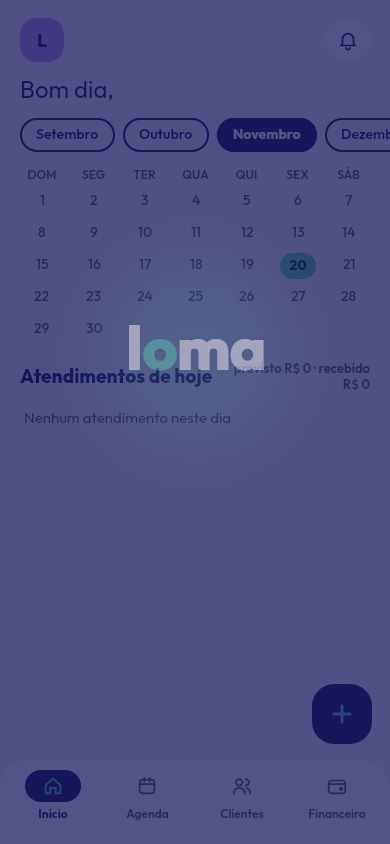 L
Bom dia,
Setembro Outubro Novembro Dezemb
DOM SEG TER QUA QUI SEX SÁB
1 2 3 4 5 6 7
8 9 10 11 12 13 14
15 16 17 18 19 20 21
22 23 24 25 26 27 28
29 30
loma
Atendimentos de hoje
previsto R$ 0 · recebido
R$ 0
Nenhum atendimento neste dia
Início Agenda Clientes Financeiro